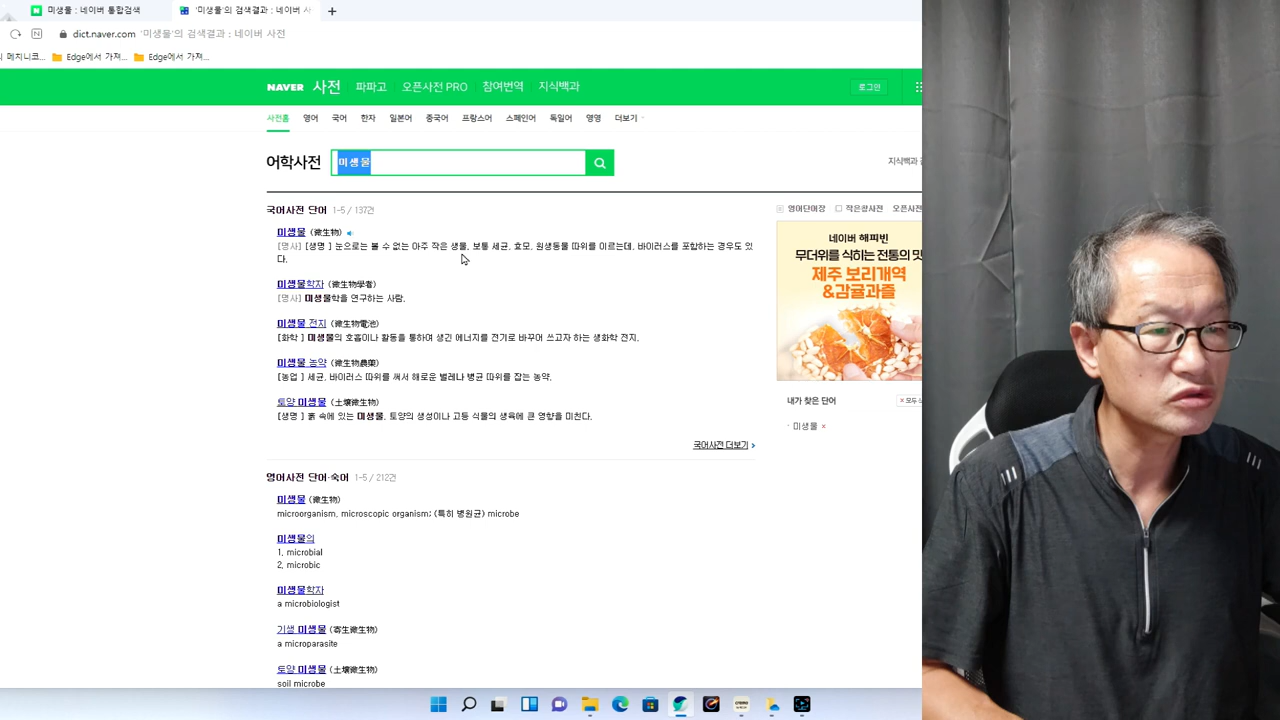 미생물 : 네이버 통합검색
'미생물'의 검색결과 : 네이버 사
dict.naver.com '미생물'의 검색결과 : 네이버 사전
메지니코...
Edge에서 가져...
Edge에서 가져...
NAVER 사전 파파고 오픈사전 PRO 참여번역 지식백과
로그인
사전홈 영어 국어 한자 일본어 중국어 프랑스어 스페인어 독일어 영영 더보기
어학사전 미생물
지식백과
국어사전 단어 1-5 / 137건
미생물 (微生物)
[명사] [생명 ] 눈으로는 볼 수 없는 아주 작은 생물. 보통 세균, 효모, 원생동물 따위를 이르는데, 바이러스를 포함하는 경우도 있
다.
미생물학자 (微生物學者)
[명사] 미생물학을 연구하는 사람.
미생물 전지 (微生物電池)
[화학 ] 미생물의 호흡이나 활동을 통하여 생긴 에너지를 전기로 바꾸어 쓰고자 하는 생화학 전지.
미생물 농약 (微生物農藥)
[농업 ] 세균, 바이러스 따위를 써서 해로운 벌레나 병균 따위를 잡는 농약.
토양 미생물 (土壤微生物)
[생명 ] 흙 속에 있는 미생물. 토양의 생성이나 고등 식물의 생육에 큰 영향을 미친다.
국어사전 더보기
영어사전 단어·숙어 1-5 / 212건
미생물 (微生物)
microorganism, microscopic organism; (특히 병원균) microbe
미생물의
1. microbial
2. microbic
미생물학자
a microbiologist
기생 미생물 (寄生微生物)
a microparasite
토양 미생물 (土壤微生物)
soil microbe
영어단어장 작은창사전 오픈사전
네이버 해피빈
무더위를 식히는 전통의 맛
제주 보리개역
&감귤과즐
내가 찾은 단어
× 모두
미생물 ×